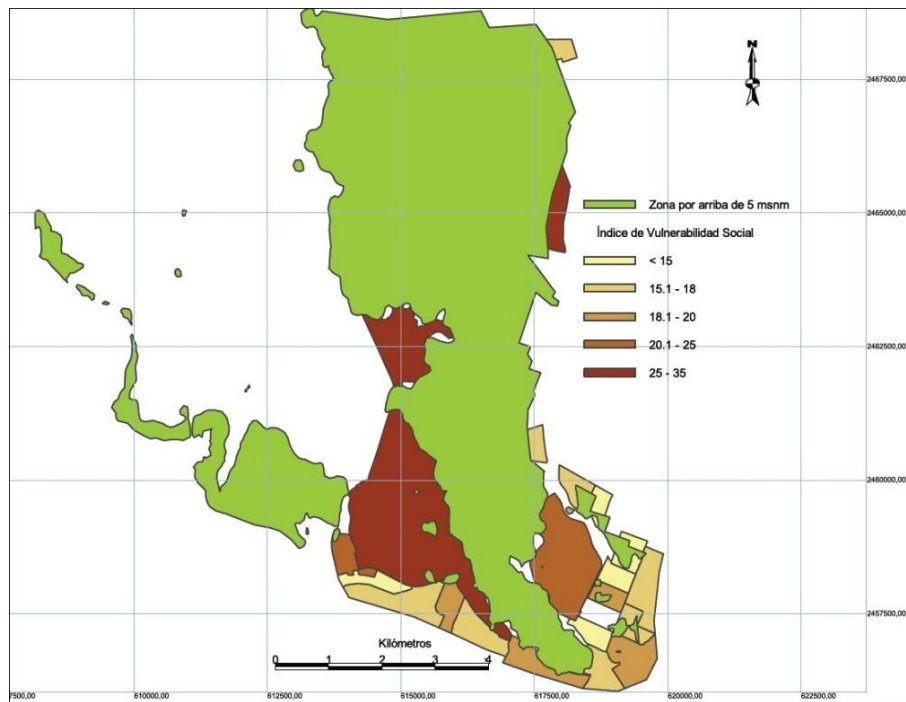 N
2467500,00
2465000,00
Zona por arriba de 5 msnm
Índice de Vulnerabilidad Social
< 15
15.1 - 18
18.1 - 20
20.1 - 25
25 - 35
2462500,00
2460000,00
2457500,00
Kilómetros
0 1 2 3 4
7500,00 610000,00 612500,00 615000,00 617500,00 620000,00 622500,00